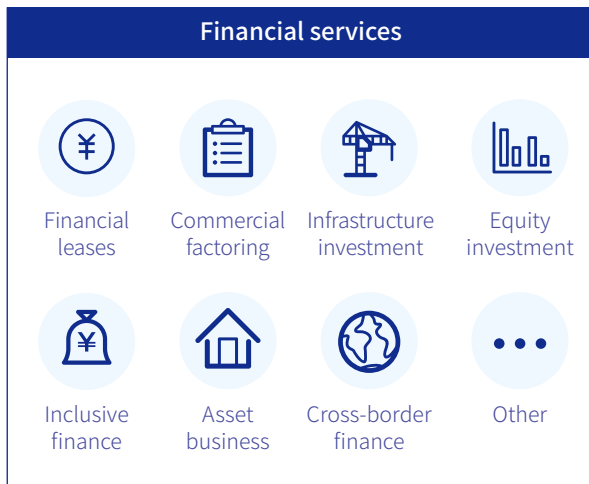 Financial services
¥
Financial
leases
Commercial
factoring
Infrastructure
investment
Equity
investment
¥
Inclusive
finance
Asset
business
Cross-border
finance
Other